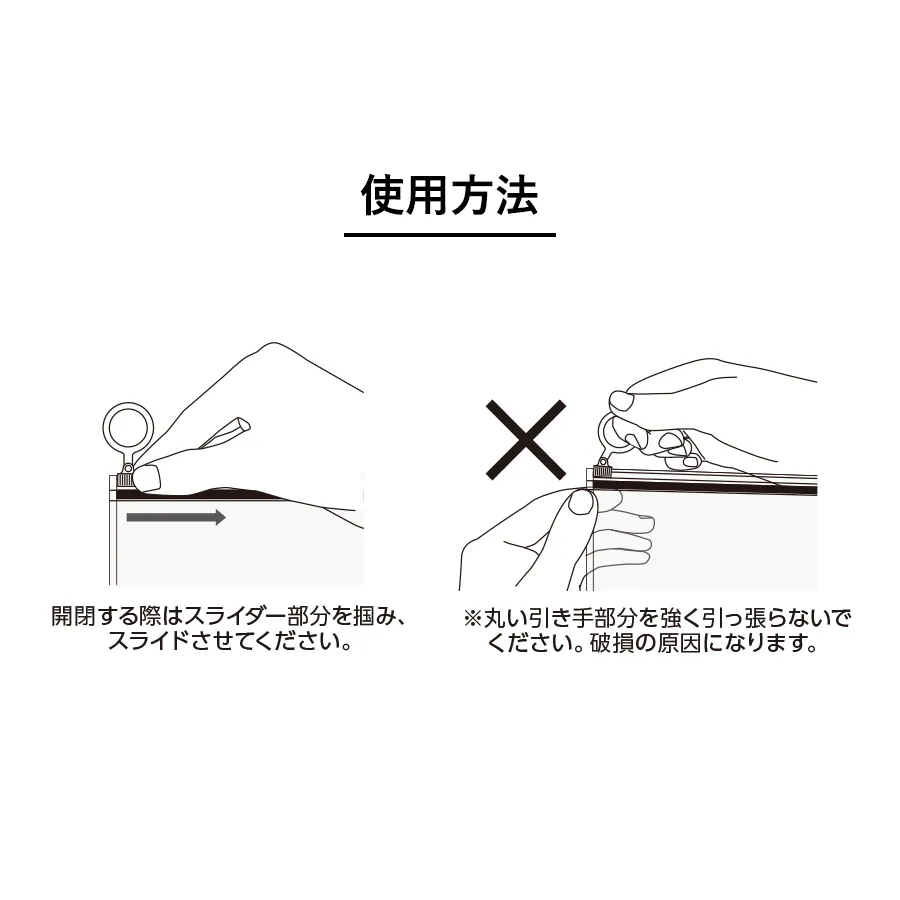 使用方法
開閉する際はスライダー部分を掴み、
スライドさせてください。
※丸い引き手部分を強く引っ張らないで
ください。破損の原因になります。